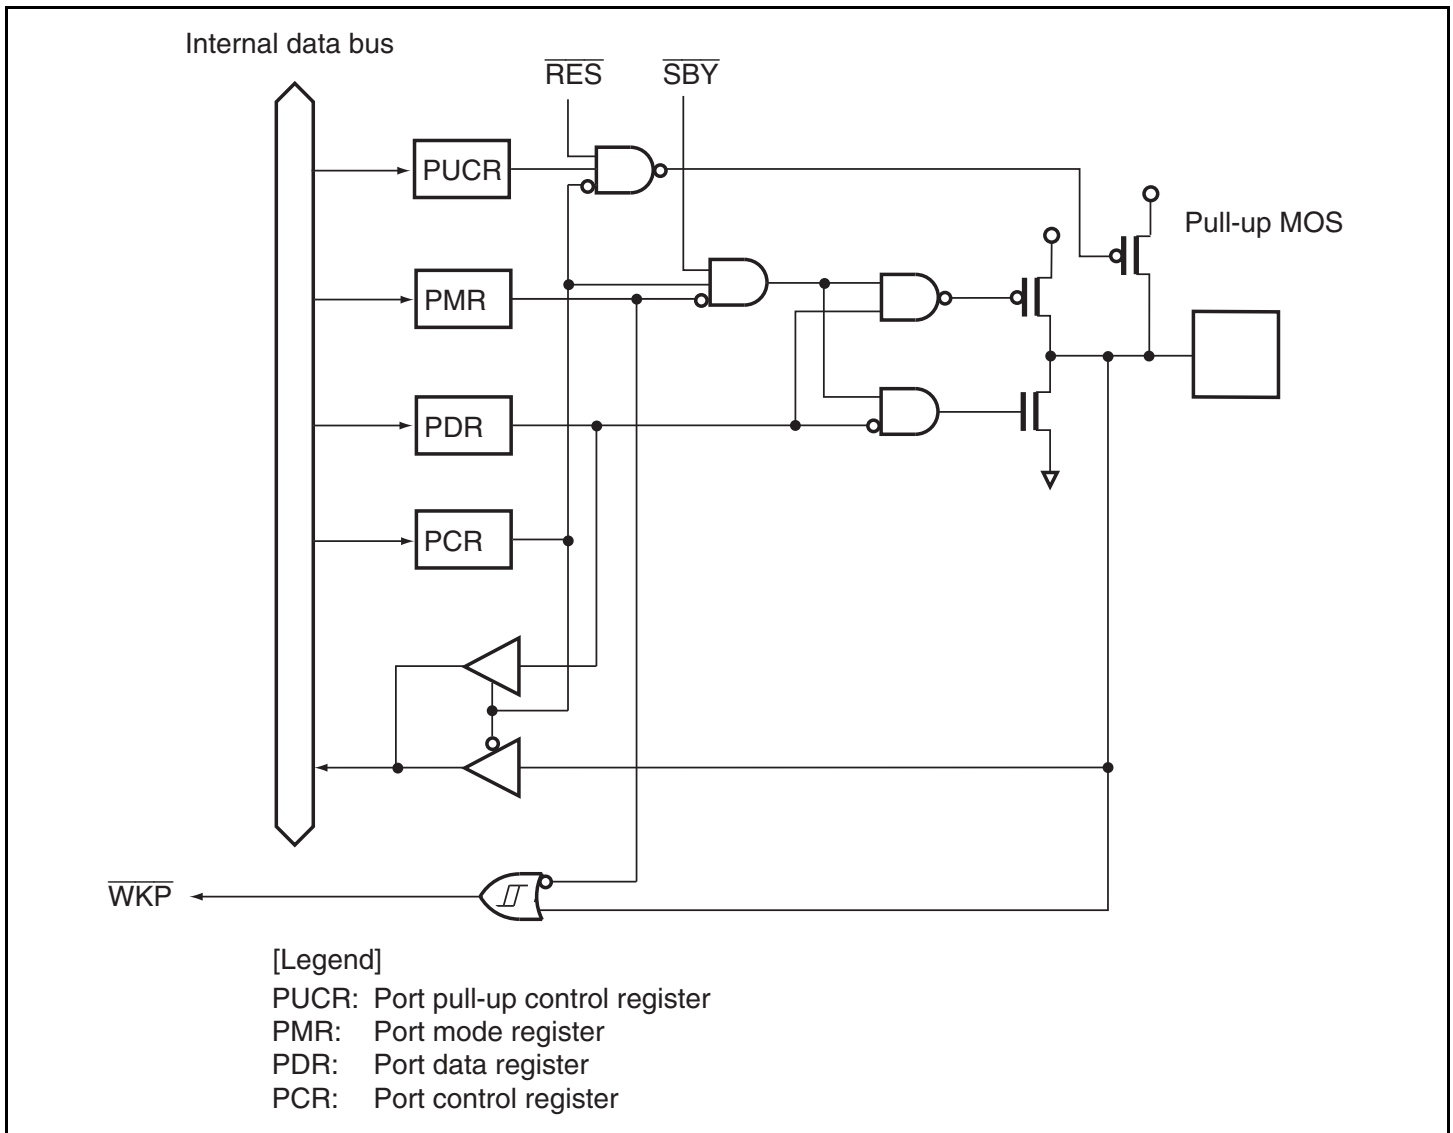 Internal data bus
RES
SBY
PUCR
Pull-up MOS
PMR
PDR
PCR
WKP
[Legend]
PUCR: Port pull-up control register
PMR: Port mode register
PDR: Port data register
PCR: Port control register